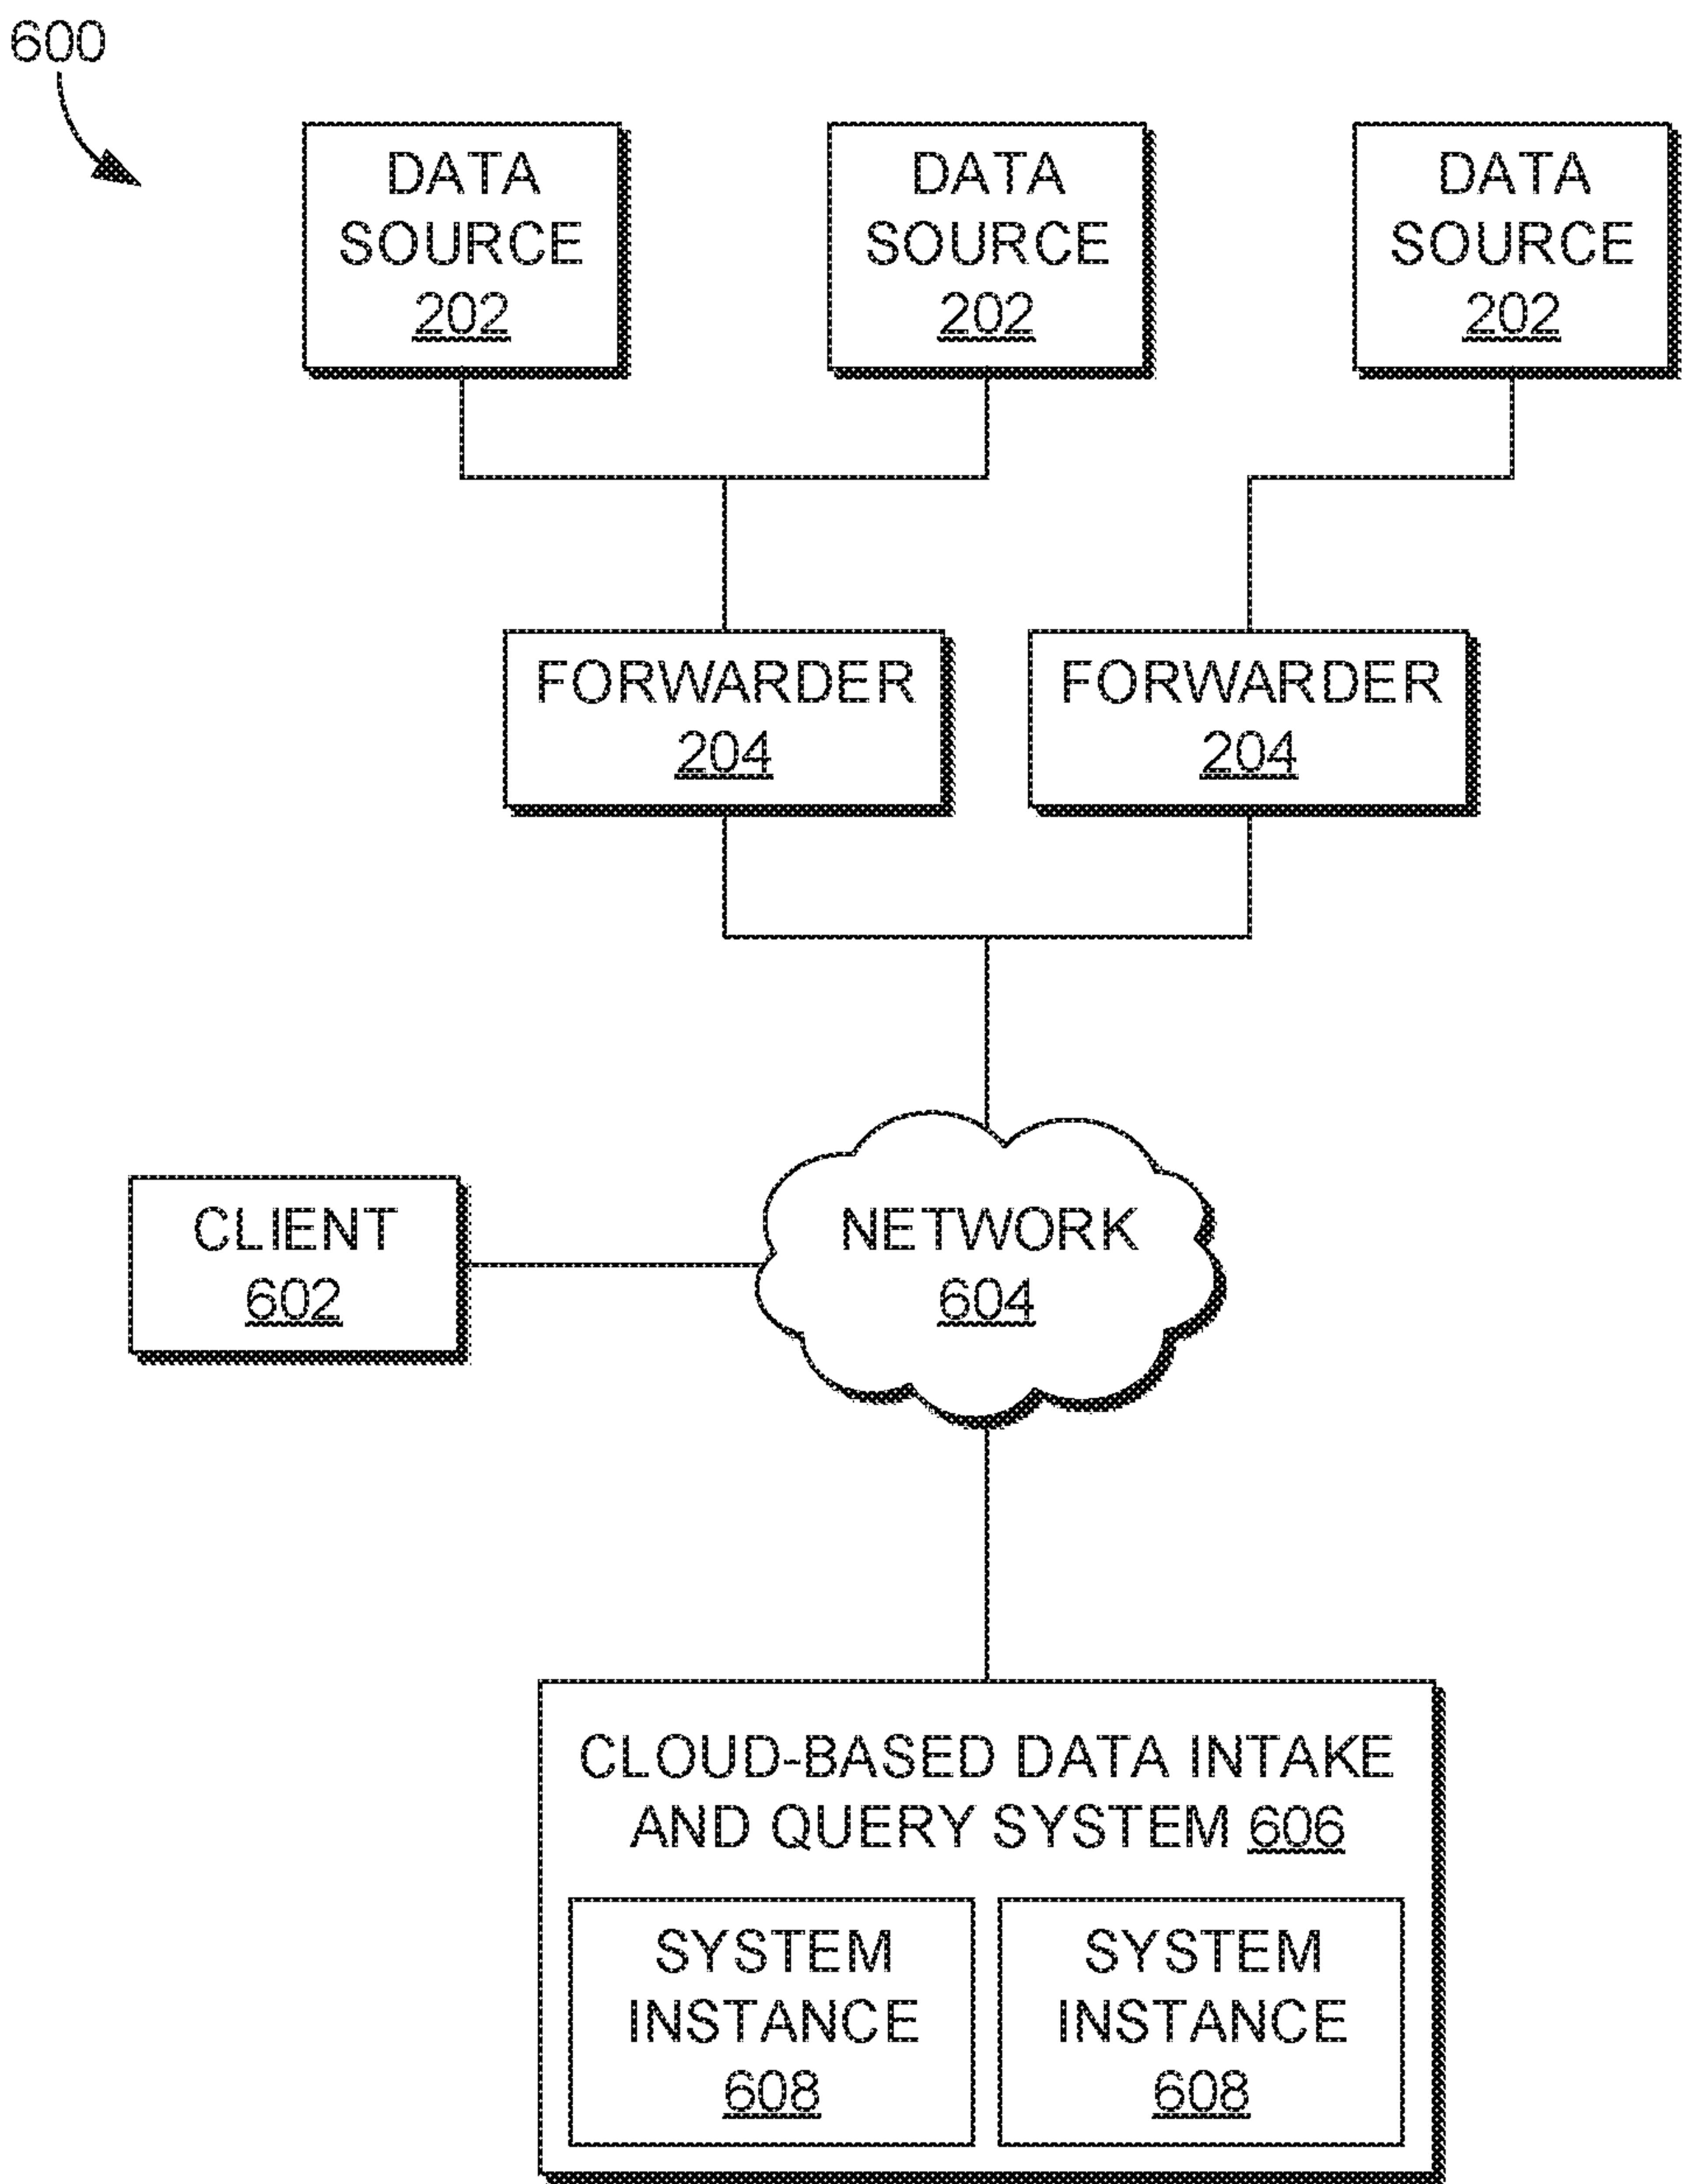 600
DATA
SOURCE
202
DATA
SOURCE
202
DATA
SOURCE
202
FORWARDER
204
FORWARDER
204
CLIENT
602
NETWORK
604
CLOUD-BASED DATA INTAKE
AND QUERY SYSTEM 606
SYSTEM
INSTANCE
608
SYSTEM
INSTANCE
608